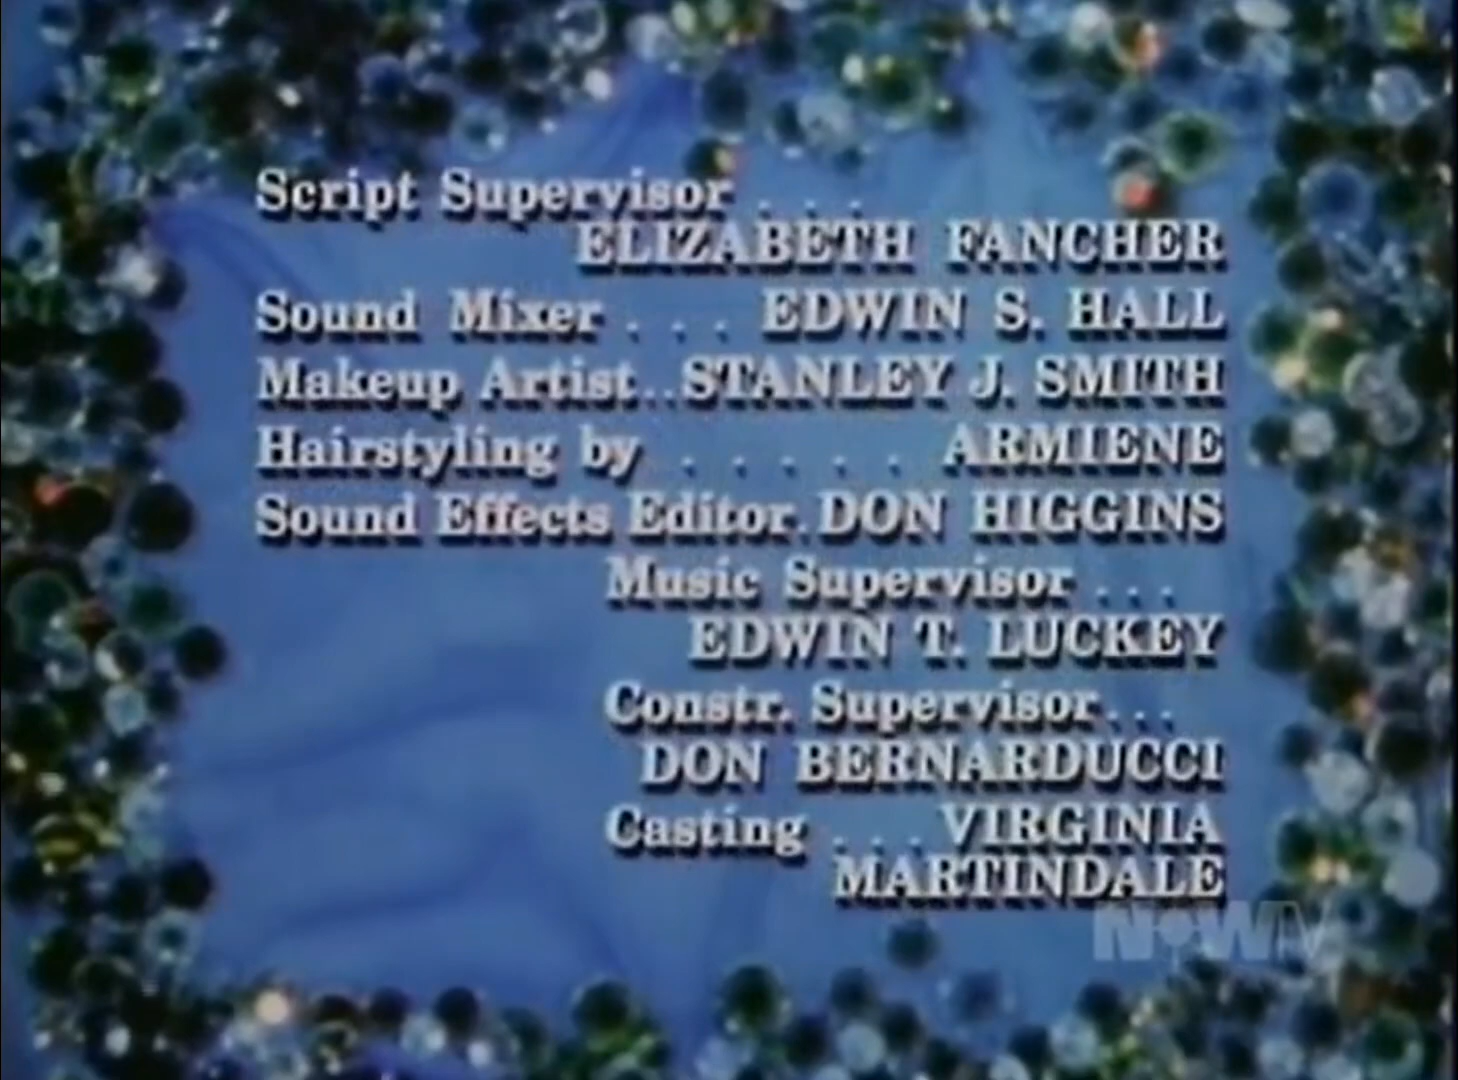 Script Supervisor . . .
ELIZABETH FANCHER
Sound Mixer . . . EDWIN S. HALL
Makeup Artist..STANLEY J. SMITH
Hairstyling by . . . . . ARMIENE
Sound Effects Editor.DON HIGGINS
Music Supervisor . . .
EDWIN T. LUCKEY
Constr. Supervisor...
DON BERNARDUCCI
Casting . . . VIRGINIA
MARTINDALE
NOWTV